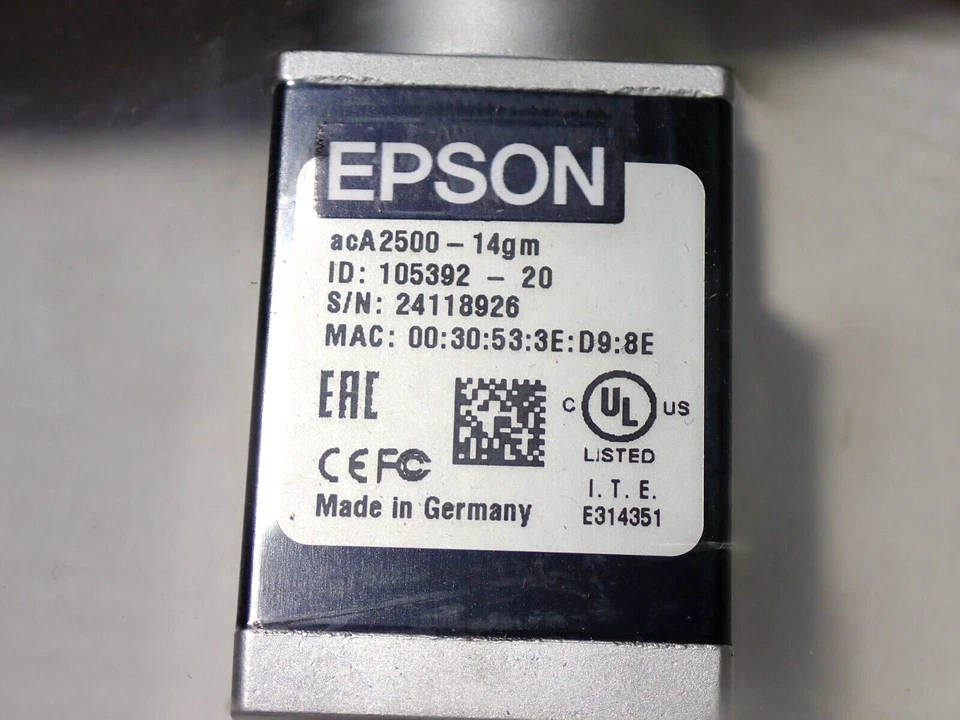 EPSON
acA2500 - 14gm
ID: 105392 - 20
S/N: 24118926
MAC: 00:30:53:3E:D9:8E
EAC
C UL US
LISTED
CE FC
I. T. E.
Made in Germany
E314351